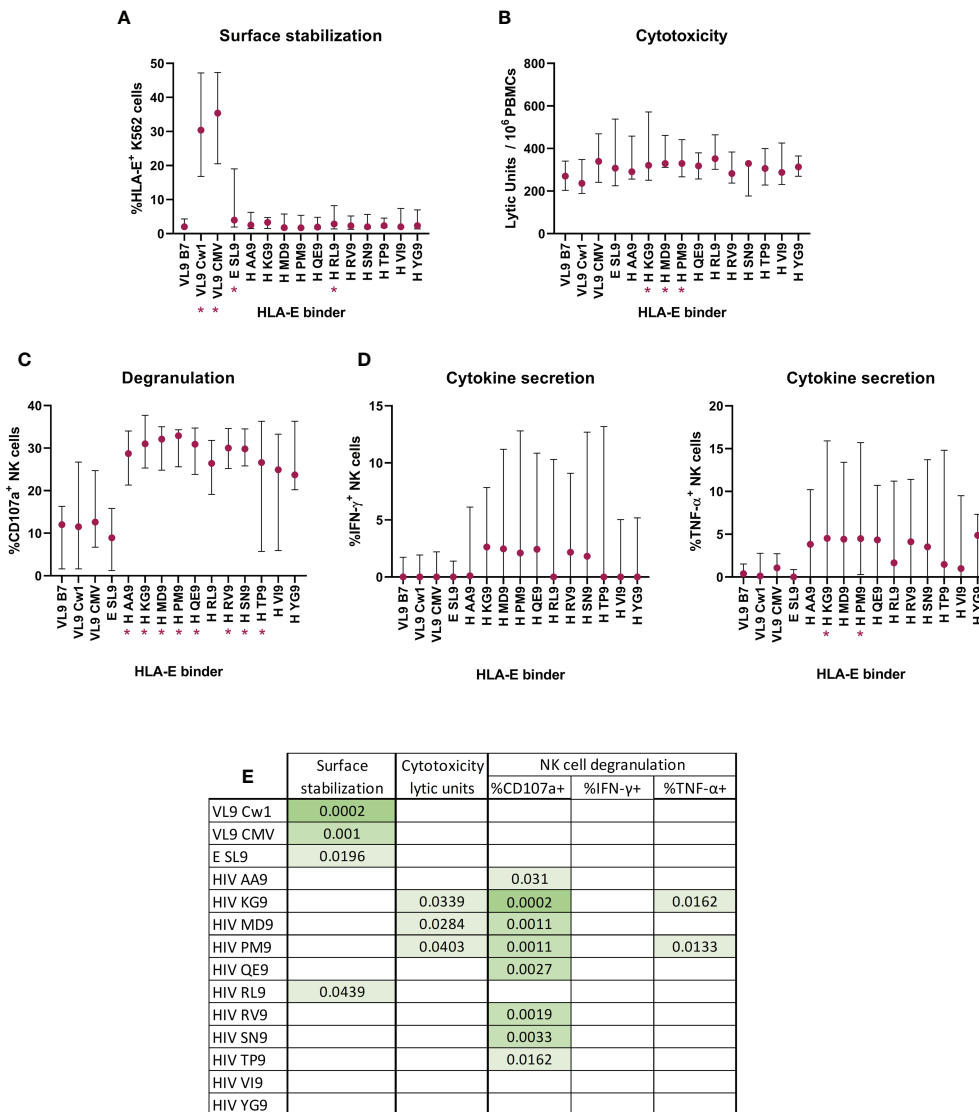 A
Surface stabilization
%HLA-E+ K562 cells
50
40
30
20
10
0
VL9 B7
VL9 Cw1
VL9 CMV
E SL9
H AA9
H KG9
H MD9
H PM9
H QE9
H RL9
H RV9
H SN9
H TP9
H VI9
H YG9
* * * *
HLA-E binder
B
Cytotoxicity
Lytic Units / 10^6 PBMCs
800
600
400
200
0
VL9 B7
VL9 Cw1
VL9 CMV
E SL9
H AA9
H KG9
H MD9
H PM9
H QE9
H RL9
H RV9
H SN9
H TP9
H VI9
H YG9
* * *
HLA-E binder
C
Degranulation
%CD107a+ NK cells
40
30
20
10
0
VL9 B7
VL9 Cw1
VL9 CMV
E SL9
H AA9
H KG9
H MD9
H PM9
H QE9
H RL9
H RV9
H SN9
H TP9
H VI9
H YG9
* * * * * * * *
HLA-E binder
D
Cytokine secretion
%IFN-γ+ NK cells
15
10
5
0
VL9 B7
VL9 Cw1
VL9 CMV
E SL9
H AA9
H KG9
H MD9
H PM9
H QE9
H RL9
H RV9
H SN9
H TP9
H VI9
H YG9
HLA-E binder
Cytokine secretion
%TNF-α+ NK cells
20
15
10
5
0
VL9 B7
VL9 Cw1
VL9 CMV
E SL9
H AA9
H KG9
H MD9
H PM9
H QE9
H RL9
H RV9
H SN9
H TP9
H VI9
H YG9
* *
HLA-E binder
E
Surface stabilization
Cytotoxicity lytic units
NK cell degranulation
%CD107a+ %IFN-γ+ %TNF-α+
VL9 Cw1 0.0002
VL9 CMV 0.001
E SL9 0.0196
HIV AA9 0.031
HIV KG9 0.0339 0.0002 0.0162
HIV MD9 0.0284 0.0011
HIV PM9 0.0403 0.0011 0.0133
HIV QE9 0.0027
HIV RL9 0.0439
HIV RV9 0.0019
HIV SN9 0.0033
HIV TP9 0.0162
HIV VI9
HIV YG9